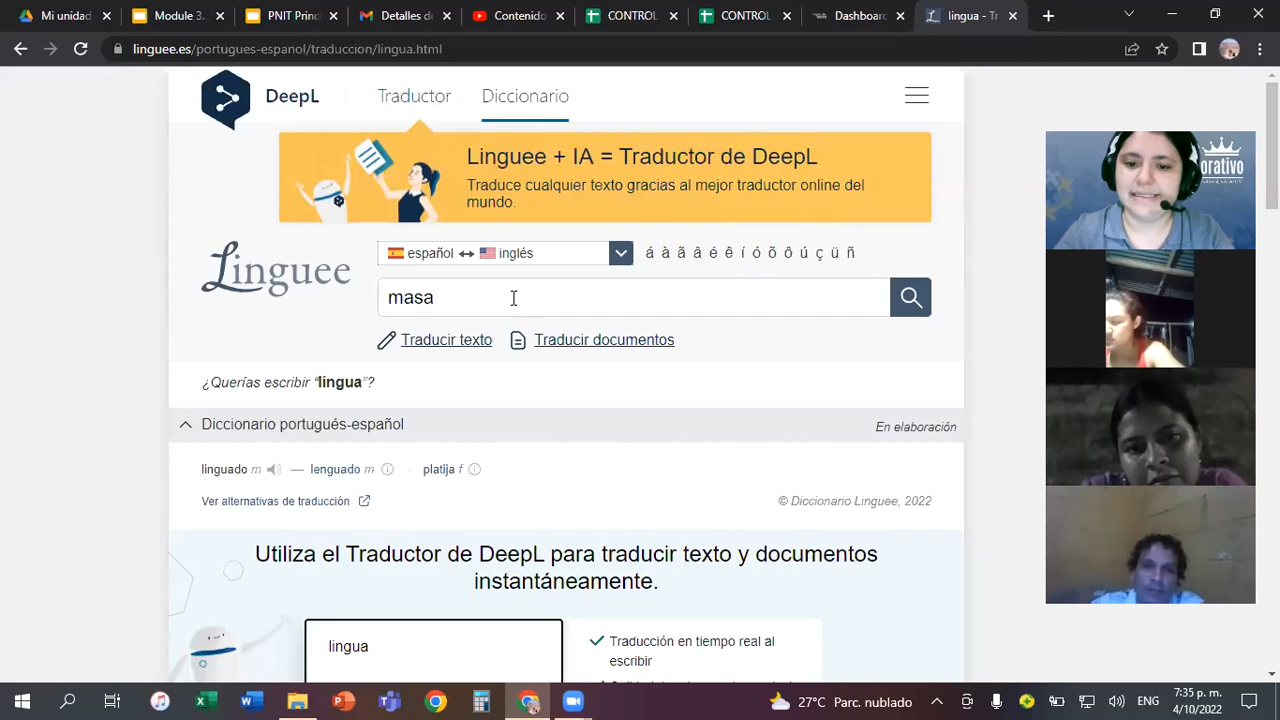 Mi unidad
Module 3.
PNIT Princ
Detalles de
Contenido
CONTROL
CONTROL
Dashboar
lingua - Tr
linguee.es/portugues-espanol/traduccion/lingua.html
DeepL
Traductor
Diccionario
Linguee + IA = Traductor de DeepL
Traduce cualquier texto gracias al mejor traductor online del
mundo.
Linguee
español ↔ inglés
á à ã â é ê í ó õ ô ú ç ü ñ
masa
Traducir texto
Traducir documentos
¿Querías escribir "língua"?
Diccionario portugués-español
En elaboración
linguado m — lenguado m · platija f
Ver alternativas de traducción
© Diccionario Linguee, 2022
Utiliza el Traductor de DeepL para traducir texto y documentos
instantáneamente.
lingua
Traducción en tiempo real al
escribir
orativo
27°C Parc. nublado
ENG
7:35 p. m.
4/10/2022